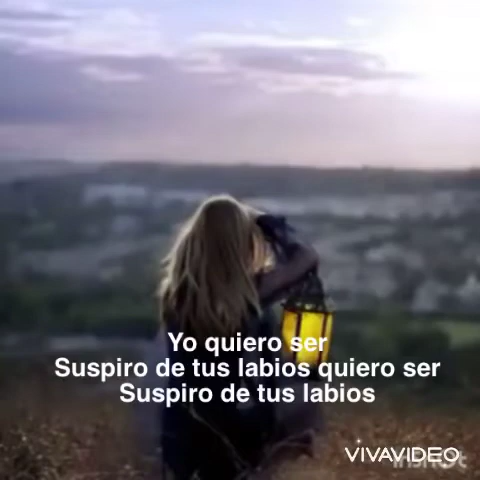 Yo quiero ser
Suspiro de tus labios quiero ser
Suspiro de tus labios
VIVAVIDEO